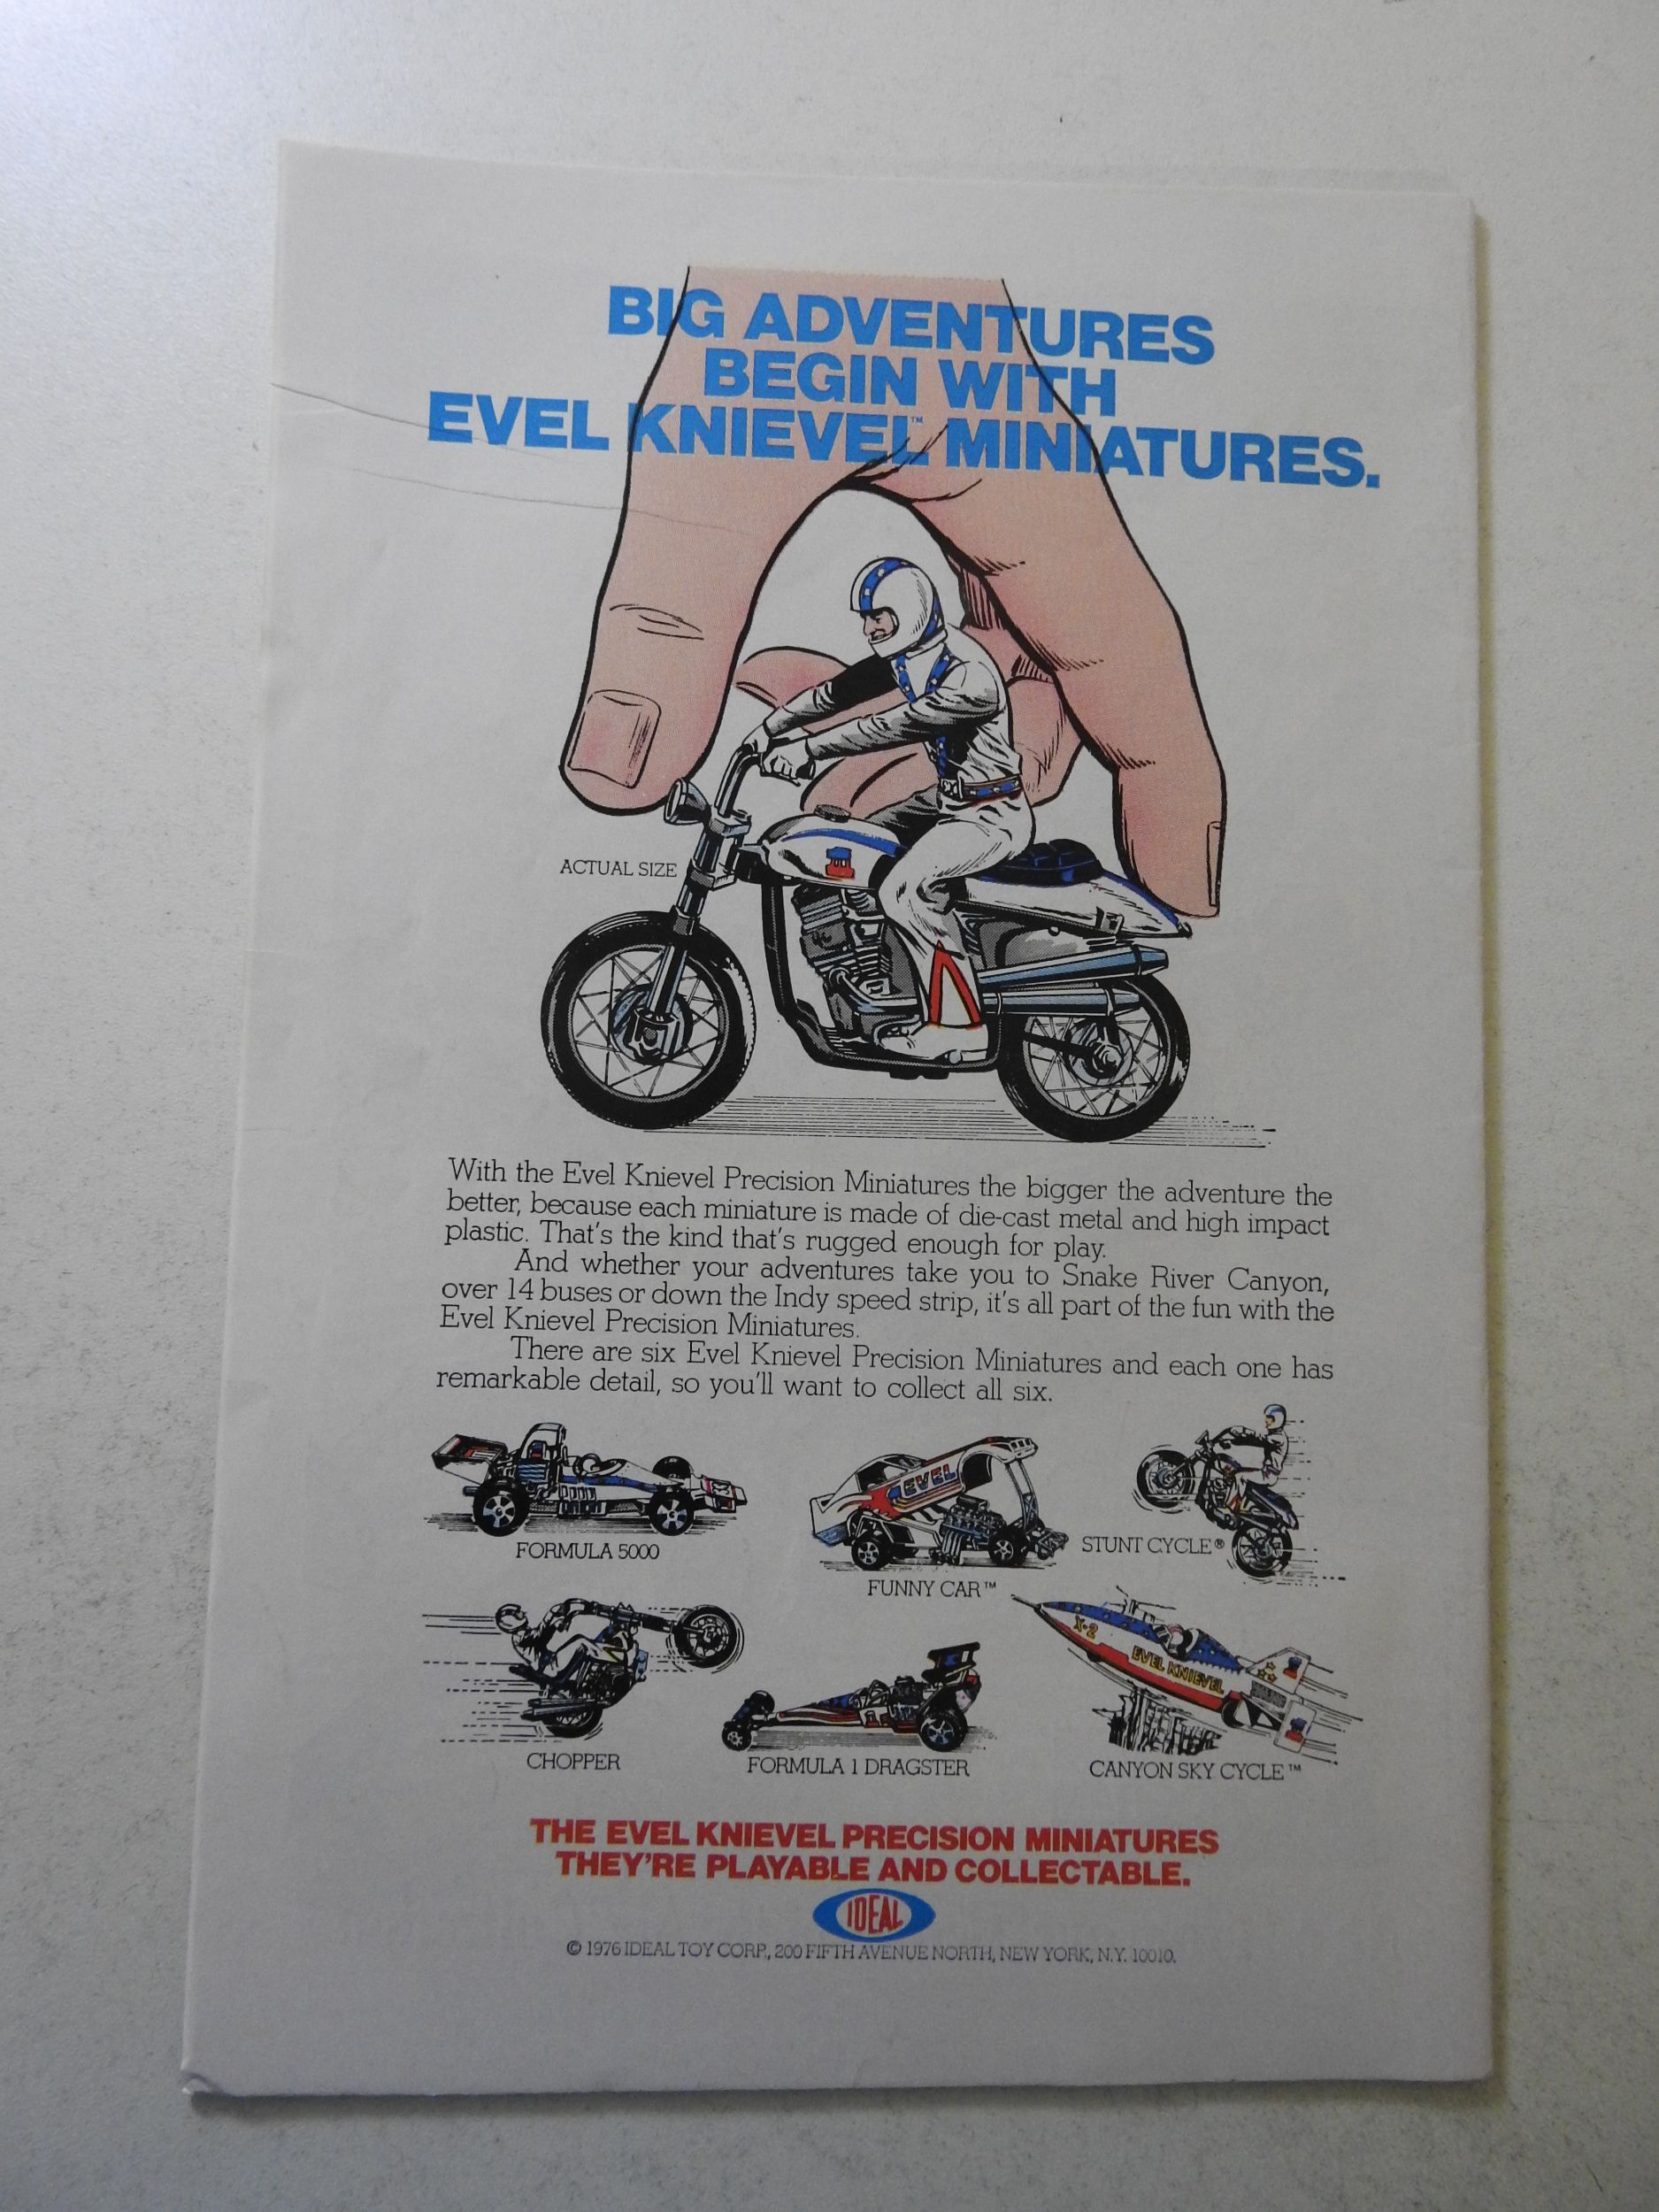 BIG ADVENTURES
BEGIN WITH
EVEL KNIEVEL™ MINIATURES.
ACTUAL SIZE
With the Evel Knievel Precision Miniatures the bigger the adventure the
better, because each miniature is made of die-cast metal and high impact
plastic. That's the kind that's rugged enough for play.
And whether your adventures take you to Snake River Canyon,
over 14 buses or down the Indy speed strip, it's all part of the fun with the
Evel Knievel Precision Miniatures.
There are six Evel Knievel Precision Miniatures and each one has
remarkable detail, so you'll want to collect all six.
EVEL
FORMULA 5000
FUNNY CAR™
STUNT CYCLE®
X-2
EVEL KNIEVEL
1
CHOPPER
FORMULA 1 DRAGSTER
CANYON SKY CYCLE™
THE EVEL KNIEVEL PRECISION MINIATURES
THEY'RE PLAYABLE AND COLLECTABLE.
IDEAL
© 1976 IDEAL TOY CORP., 200 FIFTH AVENUE NORTH, NEW YORK, N.Y. 10010.